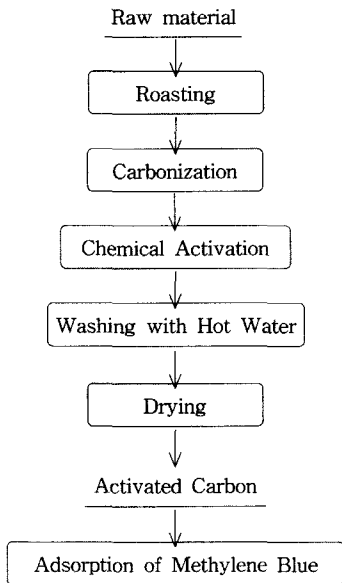 Raw material
Roasting
Carbonization
Chemical Activation
Washing with Hot Water
Drying
Activated Carbon
Adsorption of Methylene Blue